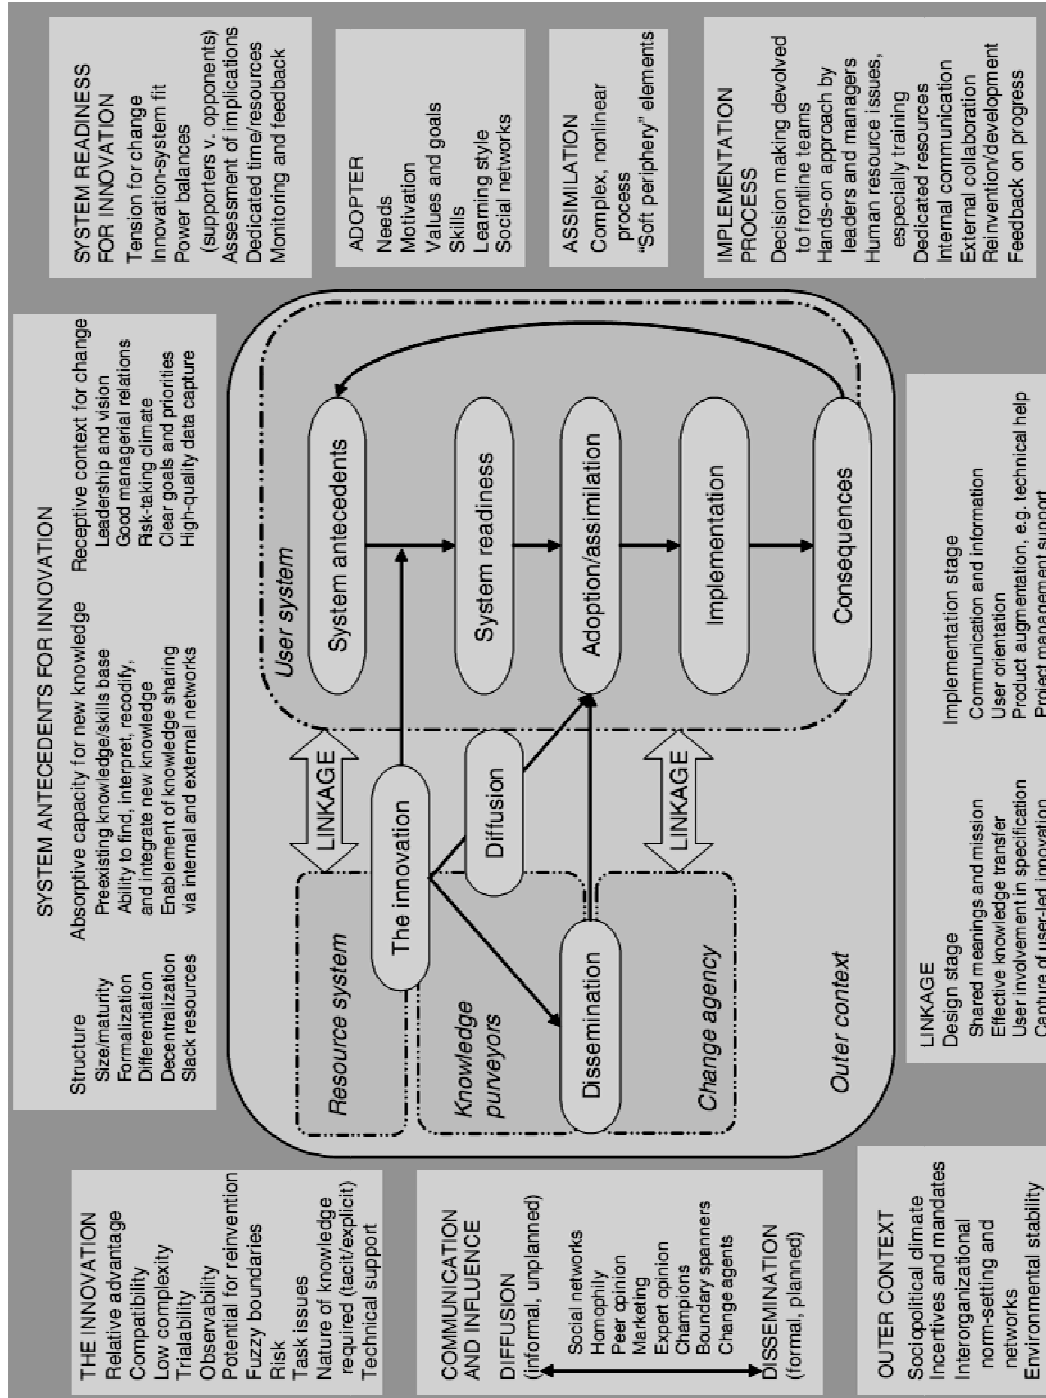 SYSTEM ANTECEDENTS FOR INNOVATION
Structure
Size/maturity
Formalization
Differentiation
Decentralization
Slack resources
Absorptive capacity for new knowledge
Preexisting knowledge/skills base
Ability to find, interpret, recodify,
and integrate new knowledge
Enablement of knowledge sharing
via internal and external networks
Receptive context for change
Leadership and vision
Good managerial relations
Risk-taking climate
Clear goals and priorities
High-quality data capture
SYSTEM READINESS
FOR INNOVATION
Tension for change
Innovation-system fit
Power balances
(supporters v. opponents)
Assessment of implications
Dedicated time/resources
Monitoring and feedback
THE INNOVATION
Relative advantage
Compatibility
Low complexity
Trialability
Observability
Potential for reinvention
Fuzzy boundaries
Risk
Task issues
Nature of knowledge
required (tacit/explicit)
Technical support
ADOPTER
Needs
Motivation
Values and goals
Skills
Learning style
Social networks
ASSIMILATION
Complex, nonlinear
process
“Soft periphery” elements
COMMUNICATION
AND INFLUENCE
DIFFUSION
(informal, unplanned)
Social networks
Homophily
Peer opinion
Marketing
Expert opinion
Champions
Boundary spanners
Change agents
DISSEMINATION
(formal, planned)
IMPLEMENTATION
PROCESS
Decision making devolved
to frontline teams
Hands-on approach by
leaders and managers
Human resource issues,
especially training
Dedicated resources
Internal communication
External collaboration
Reinvention/development
Feedback on progress
User system
System antecedents
System readiness
Adoption/assimilation
Implementation
Consequences
LINKAGE
Resource system
The innovation
Knowledge
purveyors
Diffusion
Dissemination
LINKAGE
Change agency
Outer context
OUTER CONTEXT
Sociopolitical climate
Incentives and mandates
Interorganizational
norm-setting and
networks
Environmental stability
LINKAGE
Design stage
Shared meanings and mission
Effective knowledge transfer
User involvement in specification
Capture of user-led innovation
Implementation stage
Communication and information
User orientation
Product augmentation, e.g. technical help
Project management support